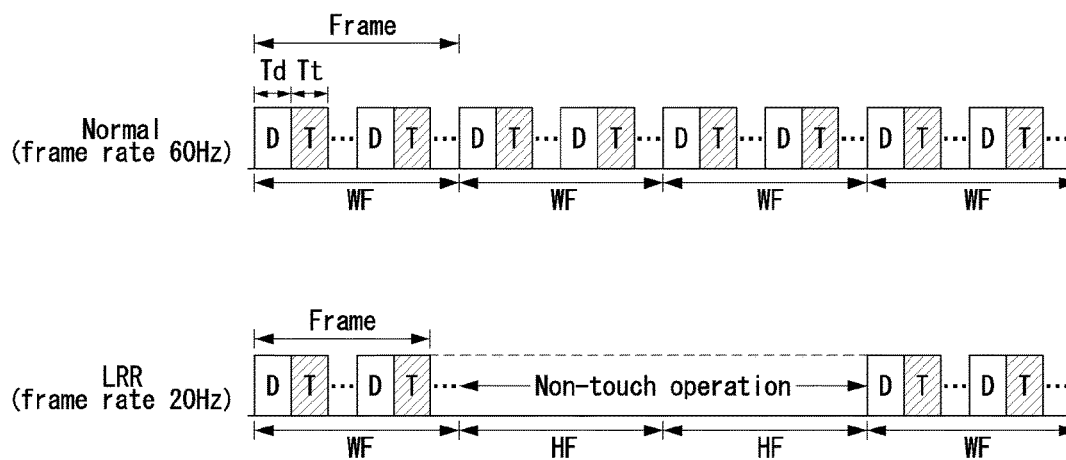 Frame
Td Tt
Normal
(frame rate 60Hz)
D T ... D T ... D T ... D T ... D T ... D T ... D T ... D T ...
WF WF WF WF
Frame
LRR
(frame rate 20Hz)
D T ... D T ... Non-touch operation D T ... D T ...
WF HF HF WF